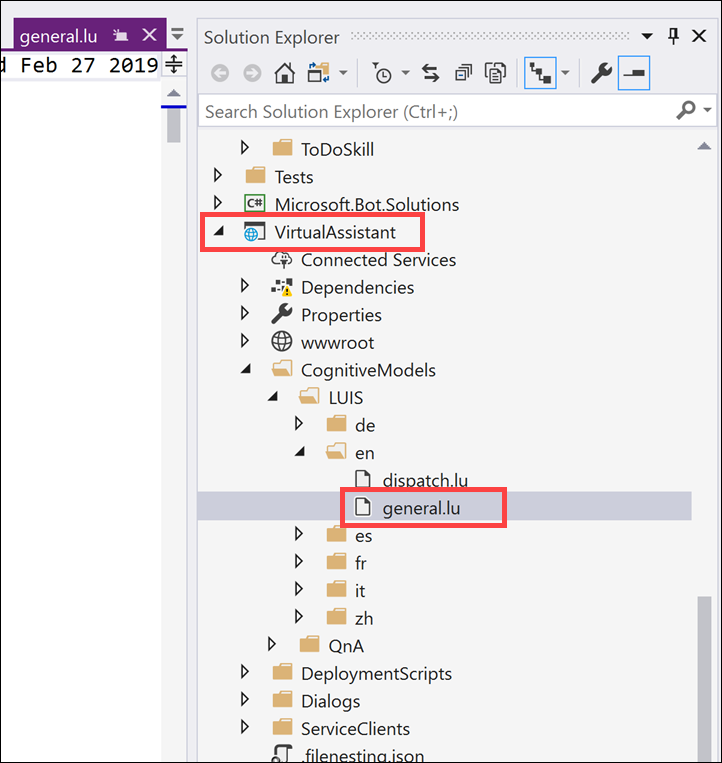 general.lu
d Feb 27 2019
Solution Explorer
Search Solution Explorer (Ctrl+;)
ToDoSkill
Tests
C# Microsoft.Bot.Solutions
VirtualAssistant
Connected Services
Dependencies
Properties
wwwroot
CognitiveModels
LUIS
de
en
dispatch.lu
general.lu
es
fr
it
zh
QnA
DeploymentScripts
Dialogs
ServiceClients
.filenesting.json